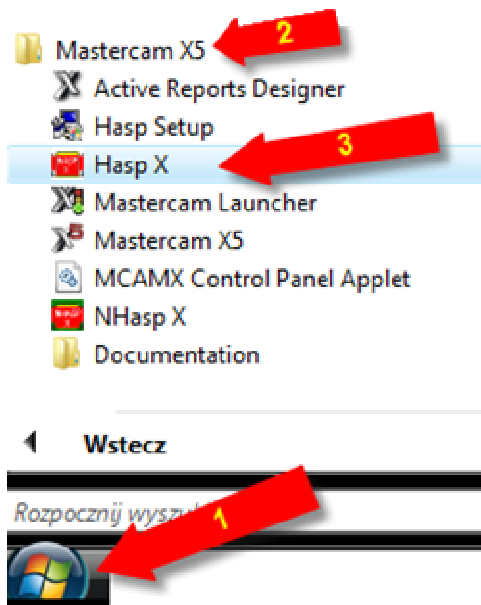 Mastercam X5
2
Active Reports Designer
Hasp Setup
3
Hasp X
Mastercam Launcher
Mastercam X5
MCAMX Control Panel Applet
NHasp X
Documentation
Wstecz
Rozpocznij
1